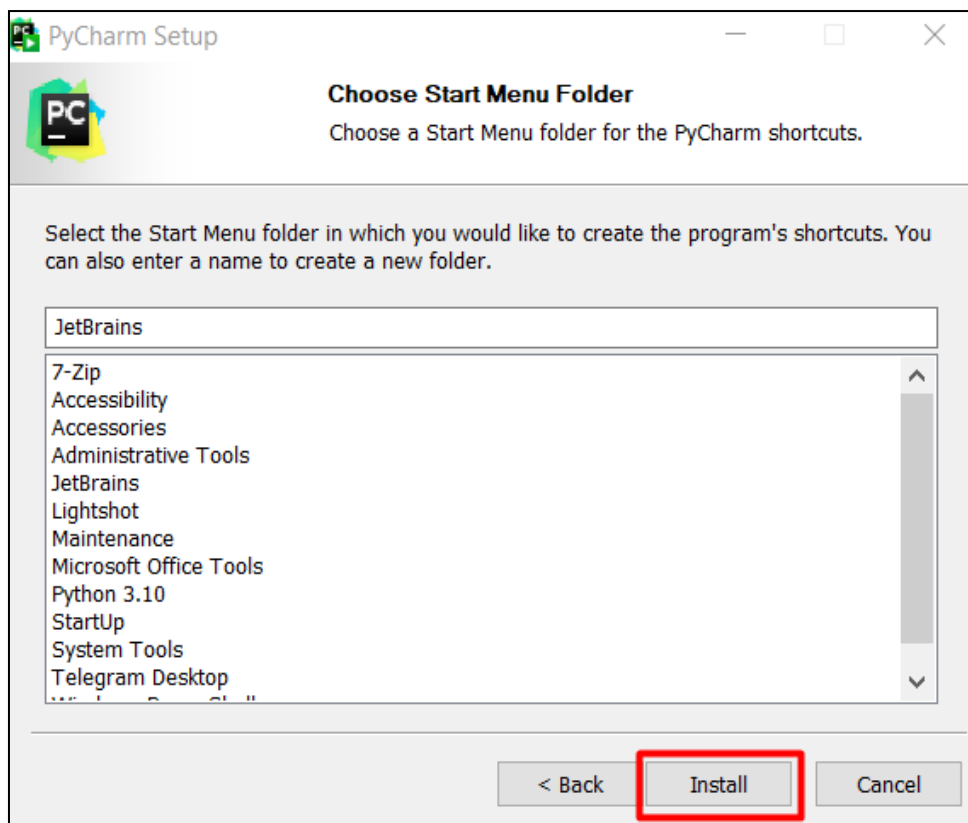 PyCharm Setup
PC
Choose Start Menu Folder
Choose a Start Menu folder for the PyCharm shortcuts.
Select the Start Menu folder in which you would like to create the program's shortcuts. You
can also enter a name to create a new folder.
JetBrains
7-Zip
Accessibility
Accessories
Administrative Tools
JetBrains
Lightshot
Maintenance
Microsoft Office Tools
Python 3.10
StartUp
System Tools
Telegram Desktop
< Back
Install
Cancel